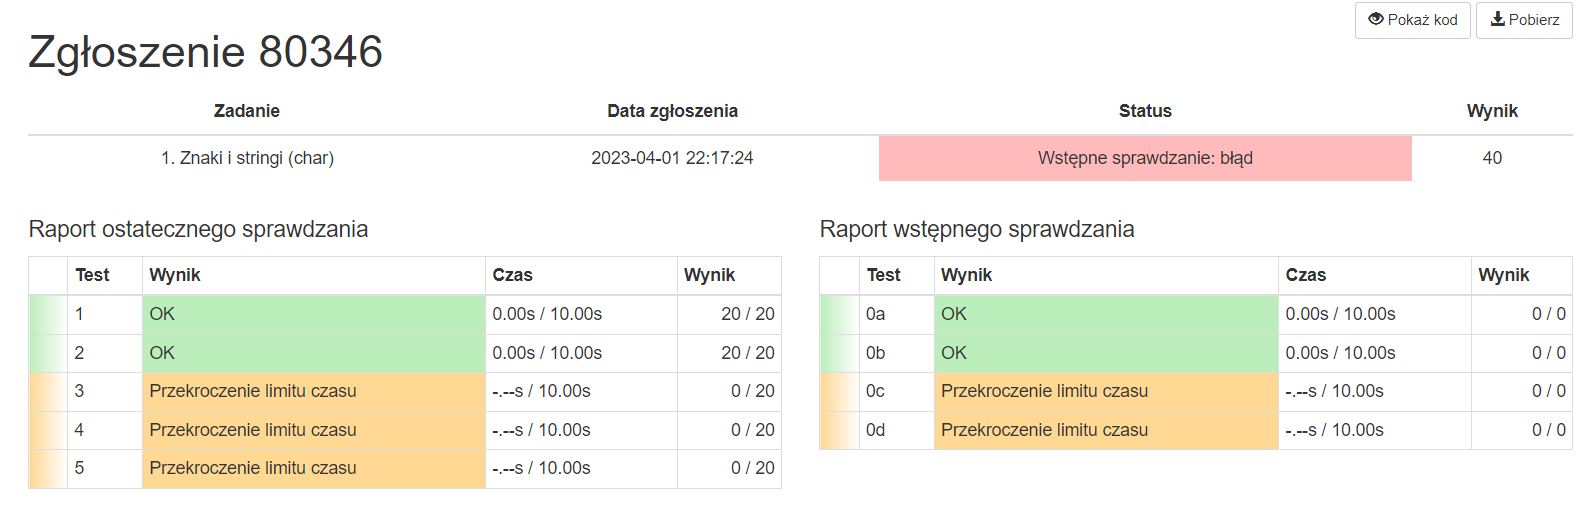 Pokaż kod Pobierz
Zgłoszenie 80346
Zadanie Data zgłoszenia Status Wynik
1. Znaki i stringi (char) 2023-04-01 22:17:24 Wstępne sprawdzanie: błąd 40
Raport ostatecznego sprawdzania
Test Wynik Czas Wynik
1 OK 0.00s / 10.00s 20 / 20
2 OK 0.00s / 10.00s 20 / 20
3 Przekroczenie limitu czasu -.--s / 10.00s 0 / 20
4 Przekroczenie limitu czasu -.--s / 10.00s 0 / 20
5 Przekroczenie limitu czasu -.--s / 10.00s 0 / 20
Raport wstępnego sprawdzania
Test Wynik Czas Wynik
0a OK 0.00s / 10.00s 0 / 0
0b OK 0.00s / 10.00s 0 / 0
0c Przekroczenie limitu czasu -.--s / 10.00s 0 / 0
0d Przekroczenie limitu czasu -.--s / 10.00s 0 / 0